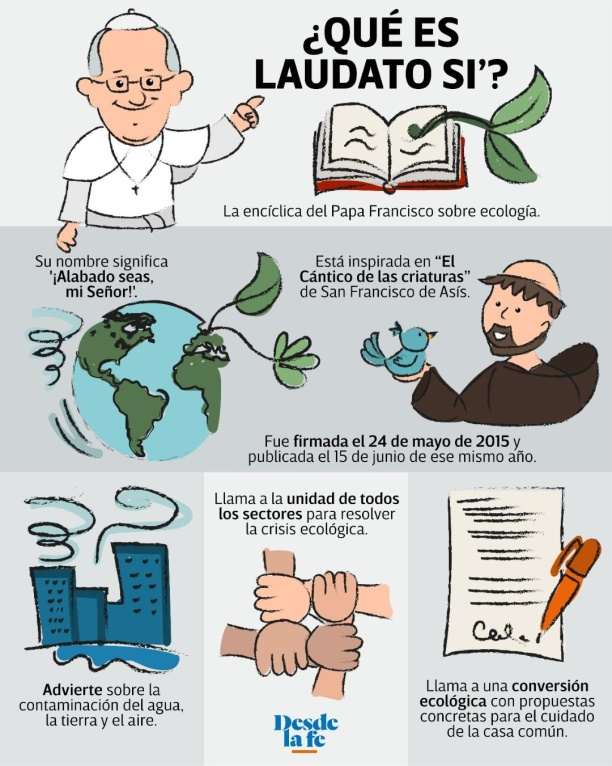 ¿QUÉ ES
LAUDATO SI’?
La encíclica del Papa Francisco sobre ecología.
Su nombre significa
'¡Alabado seas,
mi Señor!'.
Está inspirada en “El
Cántico de las criaturas”
de San Francisco de Asís.
Fue firmada el 24 de mayo de 2015 y
publicada el 15 de junio de ese mismo año.
Advierte sobre la
contaminación del agua,
la tierra y el aire.
Llama a la unidad de todos
los sectores para resolver
la crisis ecológica.
Desde
la fe
Llama a una conversión
ecológica con propuestas
concretas para el cuidado
de la casa común.